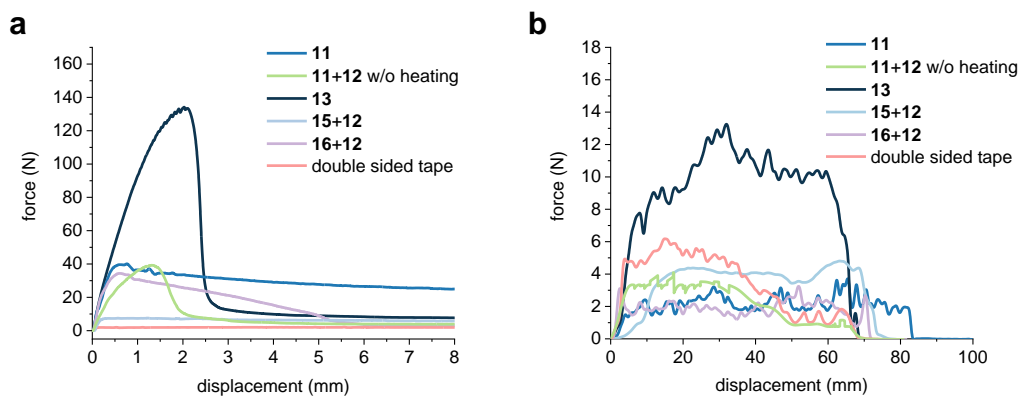 a
160
140
120
100
80
60
40
20
0
force (N)
0 1 2 3 4 5 6 7 8
displacement (mm)
11
11+12 w/o heating
13
15+12
16+12
double sided tape
b
18
16
14
12
10
8
6
4
2
0
force (N)
0 20 40 60 80 100
displacement (mm)
11
11+12 w/o heating
13
15+12
16+12
double sided tape